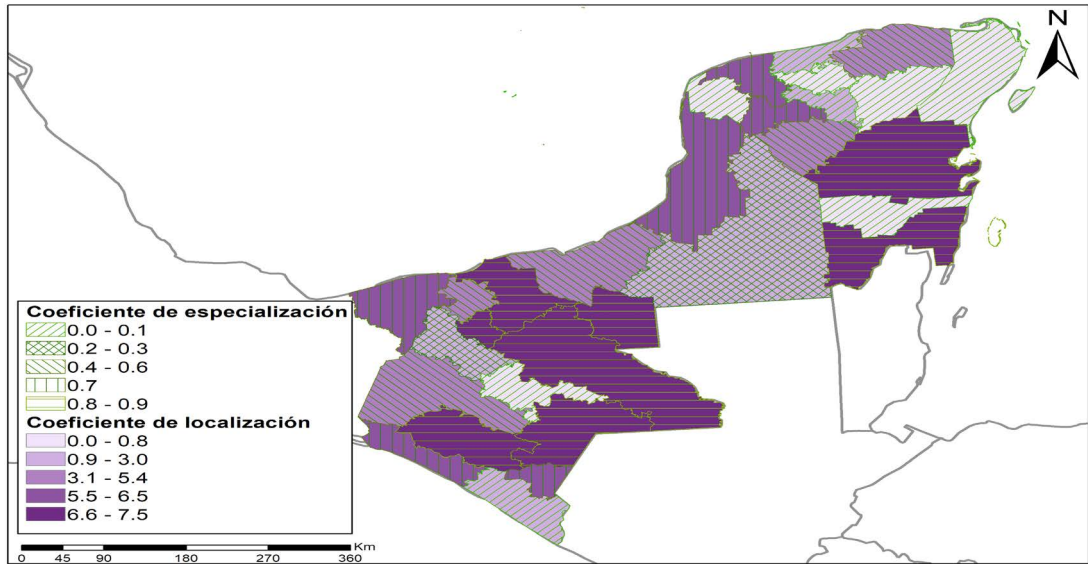 N
Coeficiente de especialización
0.0 - 0.1
0.2 - 0.3
0.4 - 0.6
0.7
0.8 - 0.9
Coeficiente de localización
0.0 - 0.8
0.9 - 3.0
3.1 - 5.4
5.5 - 6.5
6.6 - 7.5
Km
0 45 90 180 270 360